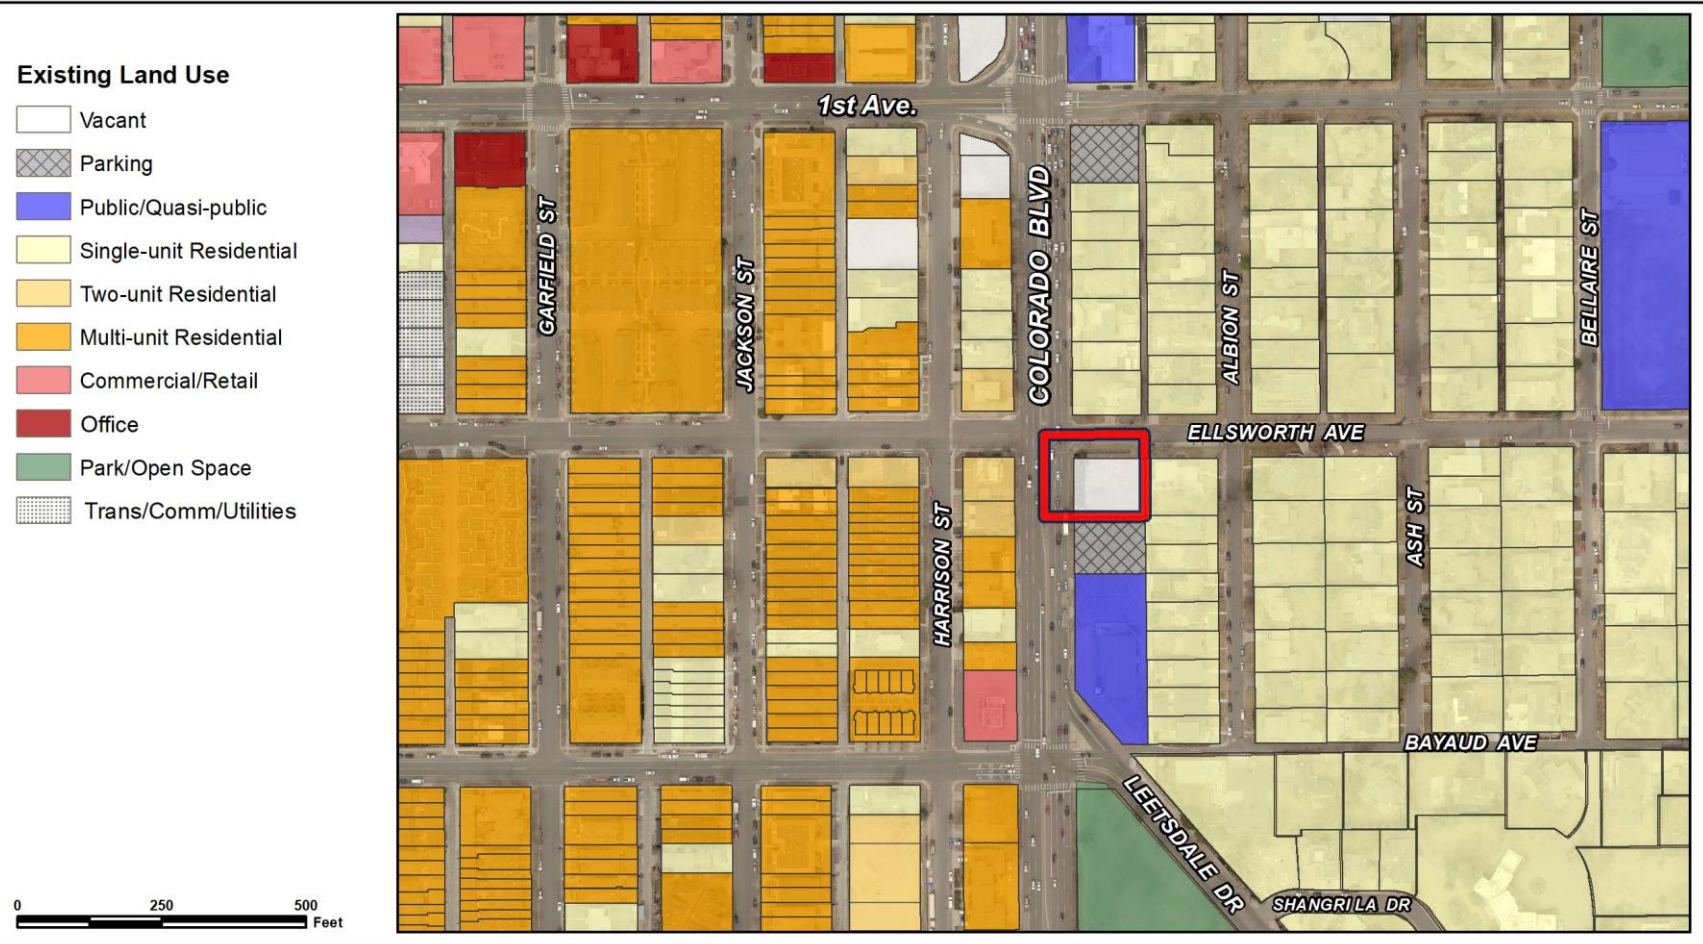 Existing Land Use
Vacant
Parking
Public/Quasi-public
Single-unit Residential
Two-unit Residential
Multi-unit Residential
Commercial/Retail
Office
Park/Open Space
Trans/Comm/Utilities
0 250 500
Feet
1st Ave.
GARFIELD ST
JACKSON ST
COLORADO BLVD
ALBION ST
BELLAIRE ST
ELLSWORTH AVE
HARRISON ST
ASH ST
BAYAUD AVE
LEETSDALE DR
SHANGRI LA DR